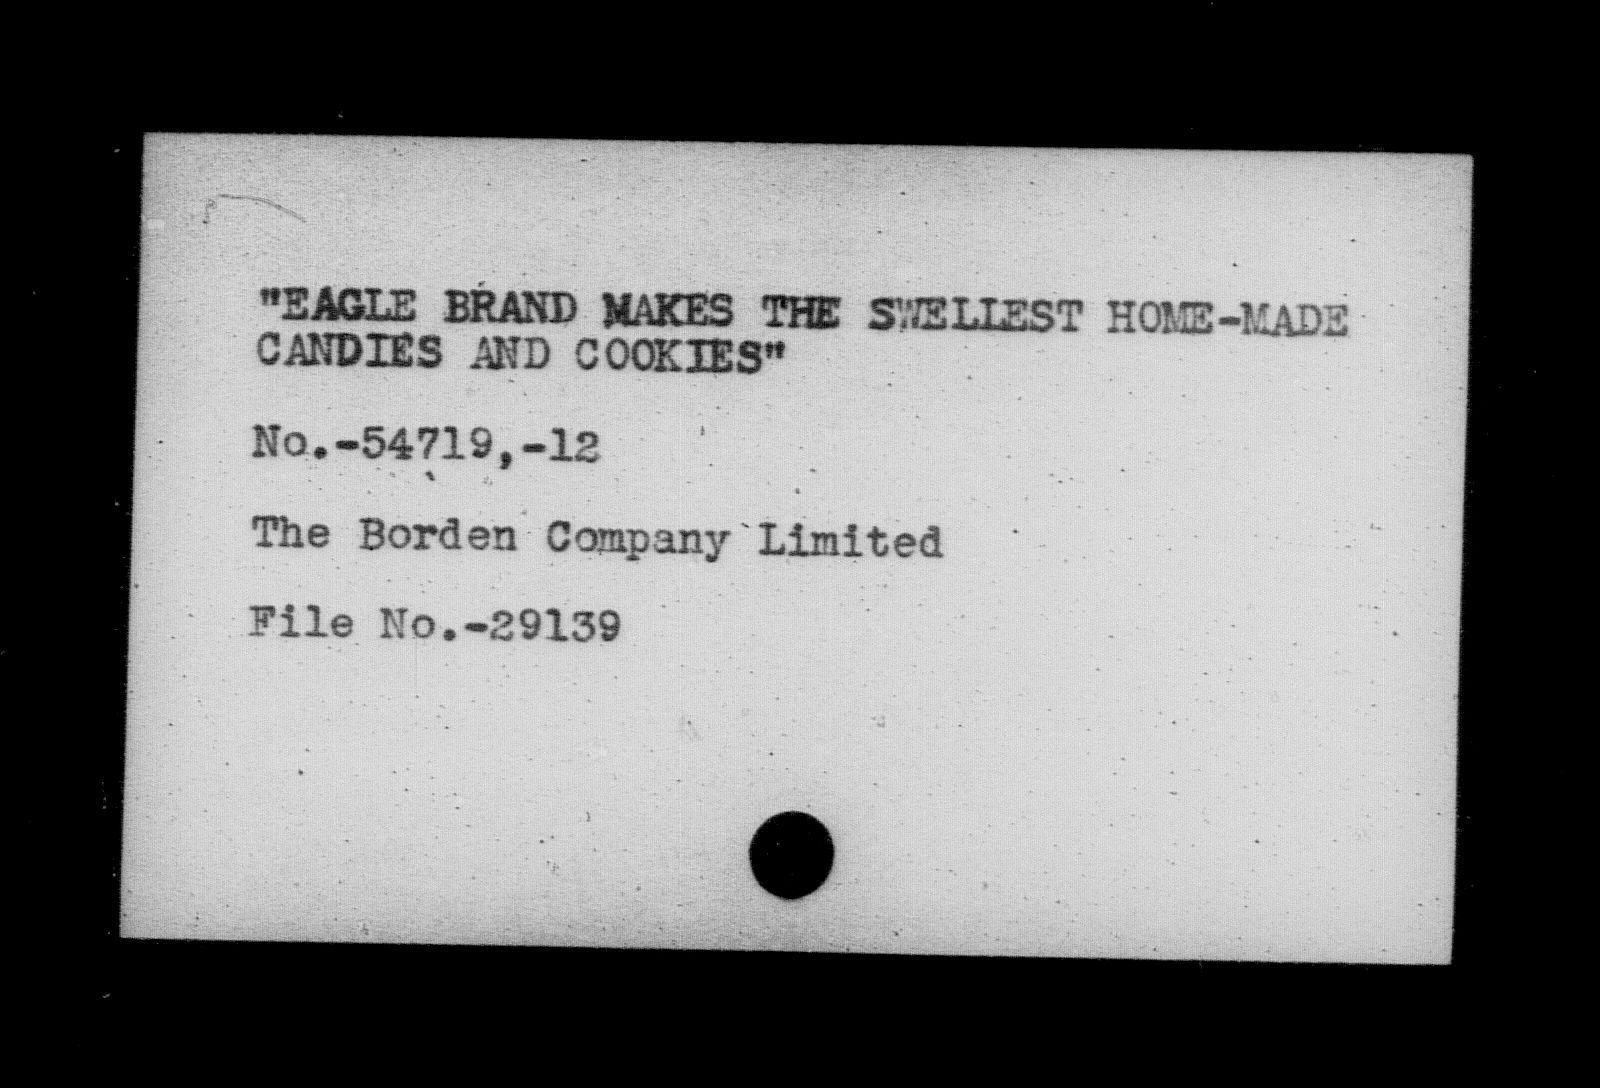 "EAGLE BRAND MAKES THE SWELLEST HOME-MADE
CANDIES AND COOKIES"
No.-54719,-12
The Borden Company Limited
File No.-29139